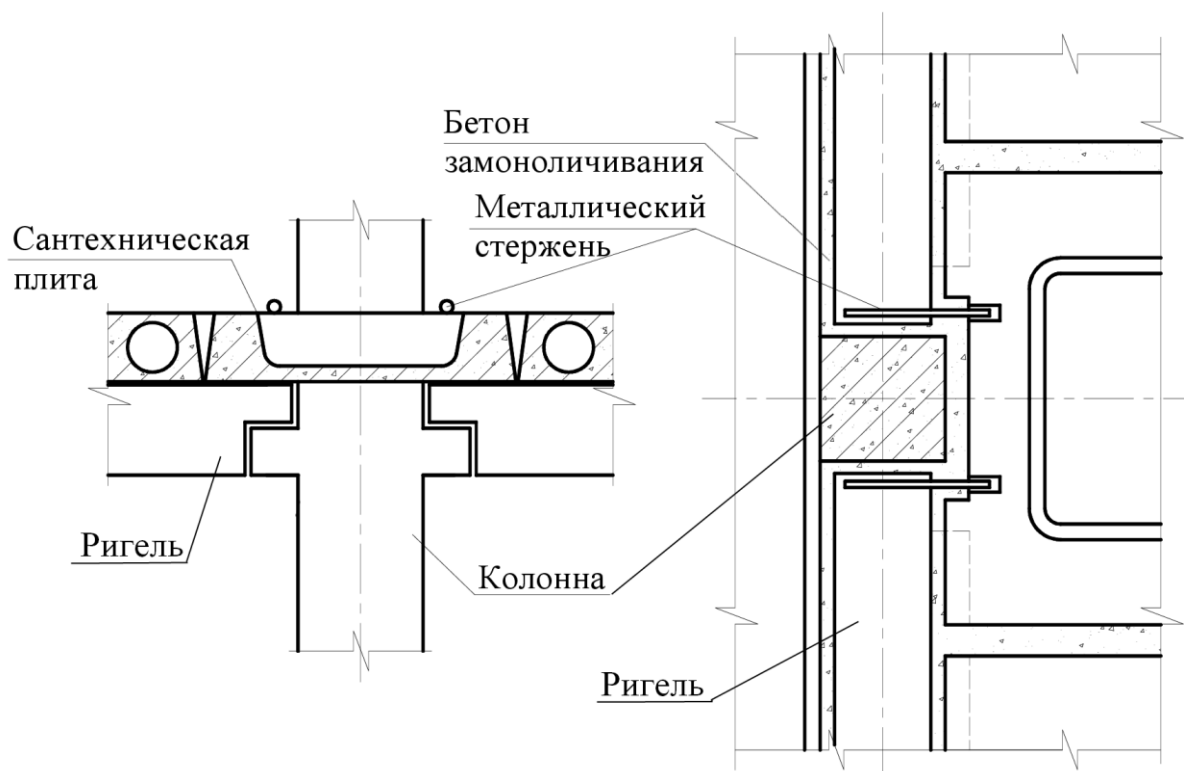 Бетон
замоноличивания
Металлический
стержень
Сантехническая
плита
Ригель
Колонна
Ригель